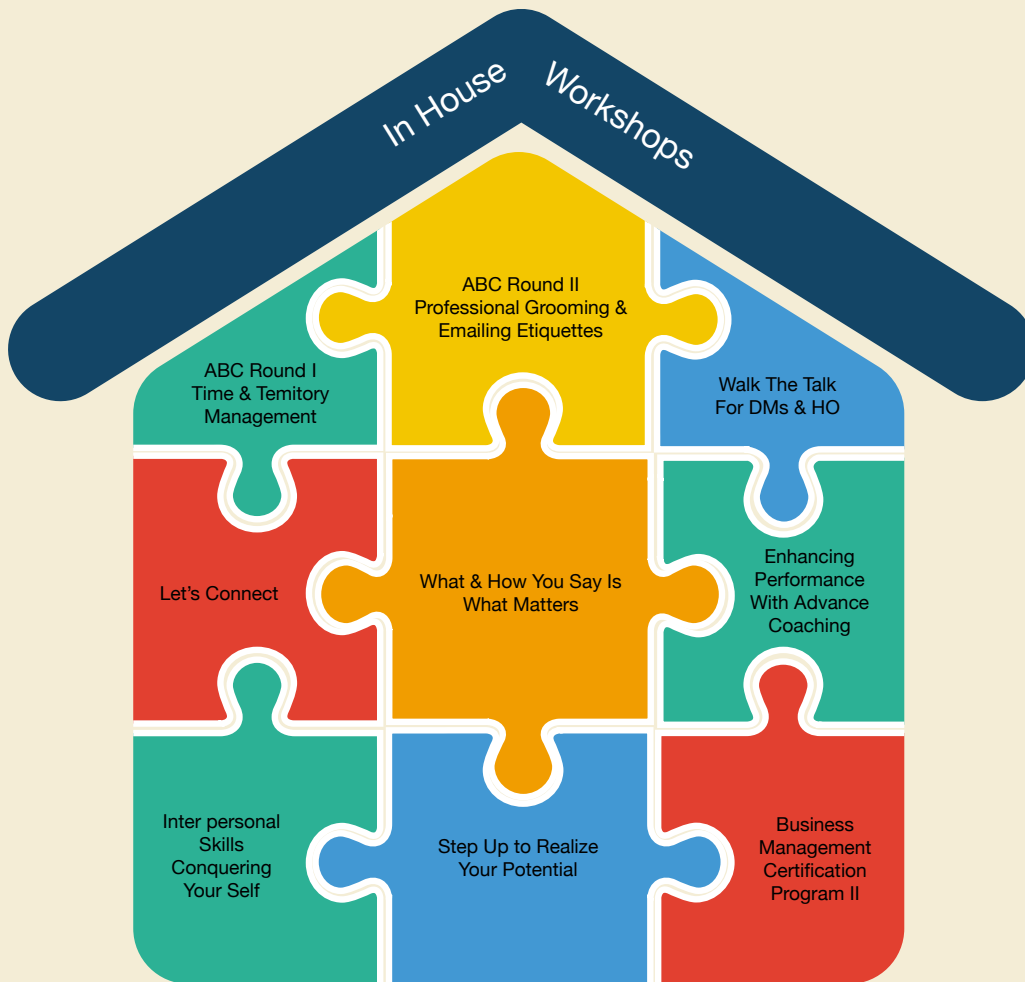 In House Workshops
ABC Round II
Professional Grooming &
Emailing Etiquettes
ABC Round I
Time & Temitory
Management
Walk The Talk
For DMs & HO
Let's Connect
What & How You Say Is
What Matters
Enhancing
Performance
With Advance
Coaching
Inter personal
Skills
Conquering
Your Self
Step Up to Realize
Your Potential
Business
Management
Certification
Program II